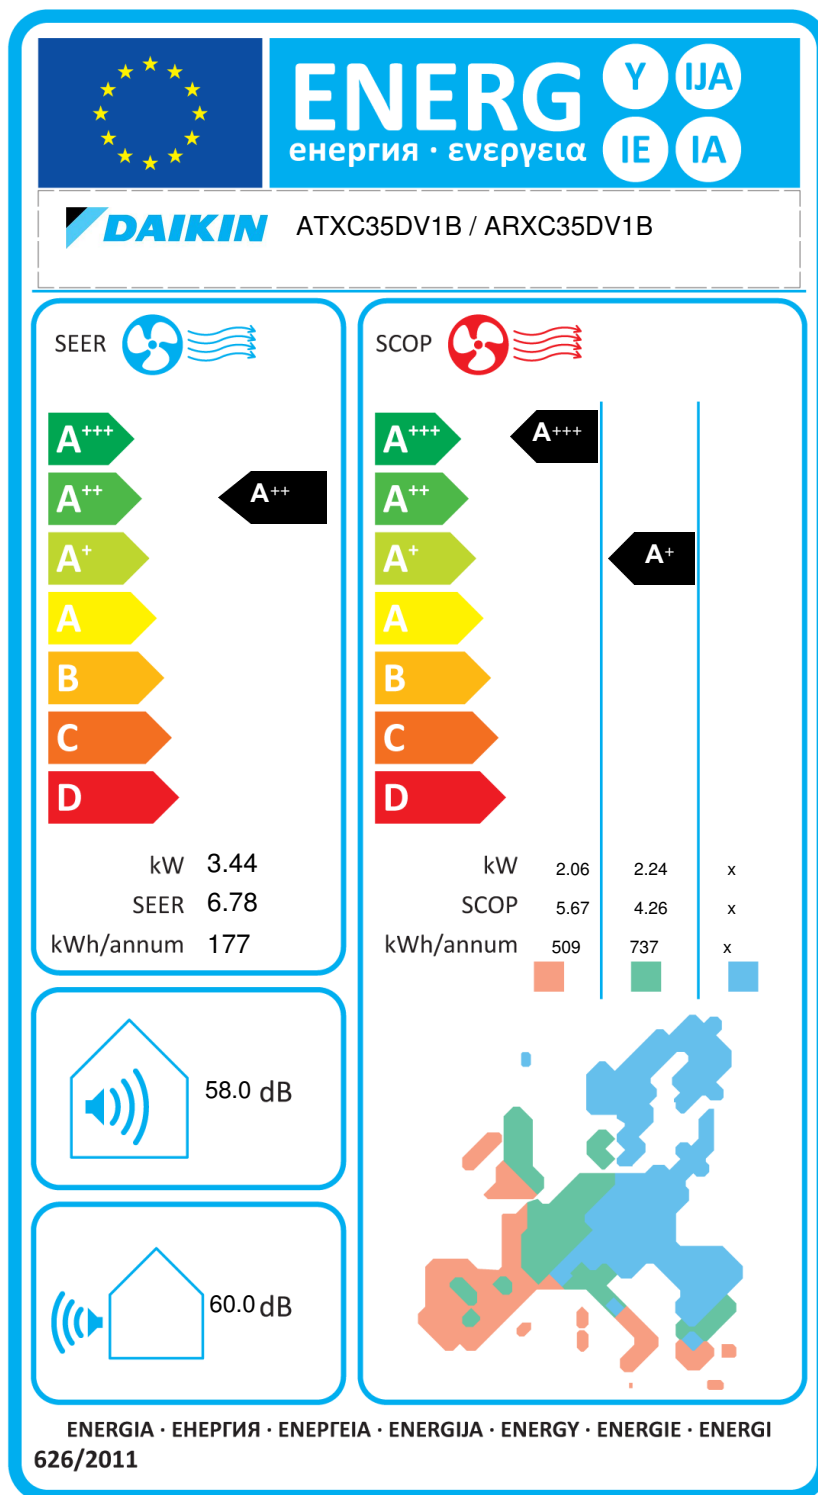 ENERG Y IJA
енергия · ενεργεια IE IA
DAIKIN ATXC35DV1B / ARXC35DV1B
SEER
A+++
A++ A++
A+
A
B
C
D
kW 3.44
SEER 6.78
kWh/annum 177
SCOP
A+++ A+++
A++
A+ A+
A
B
C
D
kW 2.06 2.24 x
SCOP 5.67 4.26 x
kWh/annum 509 737 x
58.0 dB
60.0 dB
ENERGIA · ЕНЕРГИЯ · ΕΝΕΡΓΕΙΑ · ENERGIJA · ENERGY · ENERGIE · ENERGI
626/2011